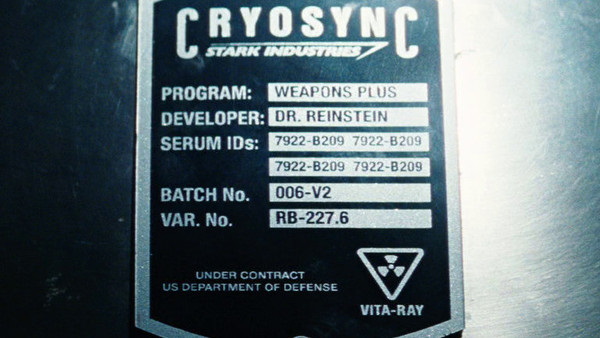 CRYOSYNC
STARK INDUSTRIES
PROGRAM: WEAPONS PLUS
DEVELOPER: DR. REINSTEIN
SERUM IDs: 7922-B209 7922-B209
7922-B209 7922-B209
BATCH No. 006-V2
VAR. No. RB-227.6
UNDER CONTRACT
US DEPARTMENT OF DEFENSE
VITA-RAY